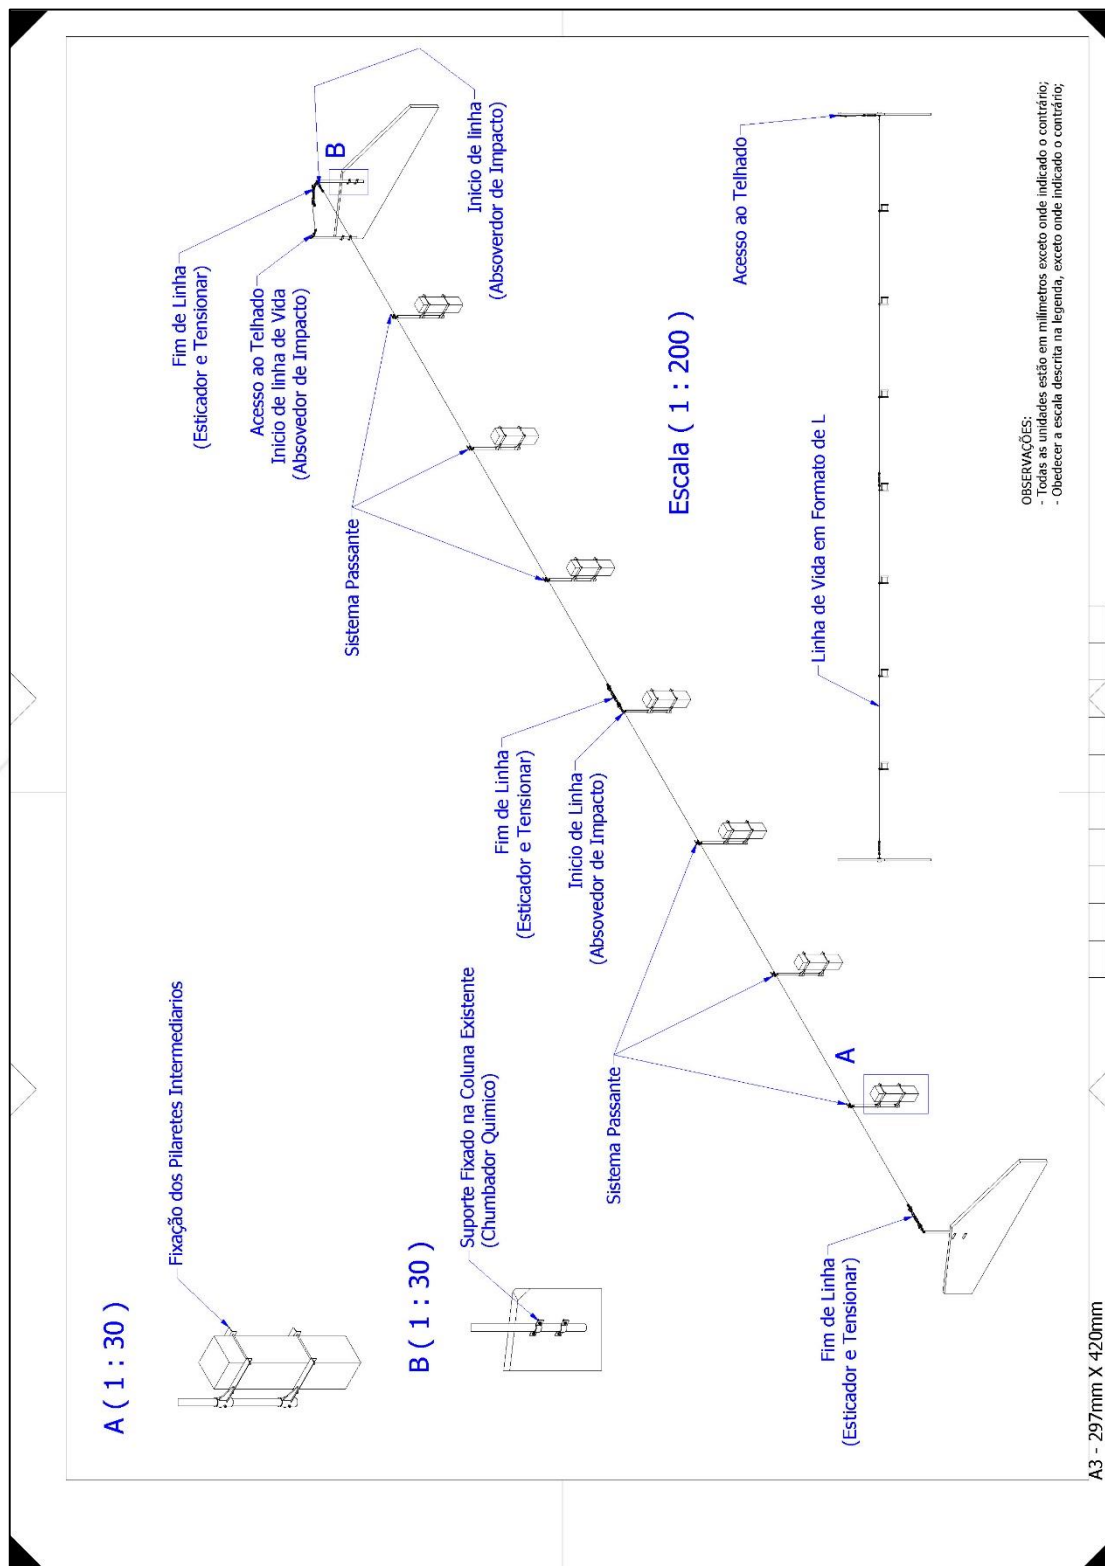 A ( 1 : 30 )
Fixação dos Pilaretes Intermediarios
B ( 1 : 30 )
Suporte Fixado na Coluna Existente
(Chumbador Quimico)
Fim de Linha
(Esticador e Tensionar)
Acesso ao Telhado
Inicio de linha de Vida
(Absovedor de Impacto)
B
Inicio de linha
(Absoverdor de Impacto)
Sistema Passante
Fim de Linha
(Esticador e Tensionar)
Inicio de Linha
(Absovedor de Impacto)
Sistema Passante
A
Fim de Linha
(Esticador e Tensionar)
Escala ( 1 : 200 )
Acesso ao Telhado
Linha de Vida em Formato de L
OBSERVAÇÕES:
- Todas as unidades estão em milimetros exceto onde indicado o contrário;
- Obedecer a escala descrita na legenda, exceto onde indicado o contrário;
A3 - 297mm X 420mm